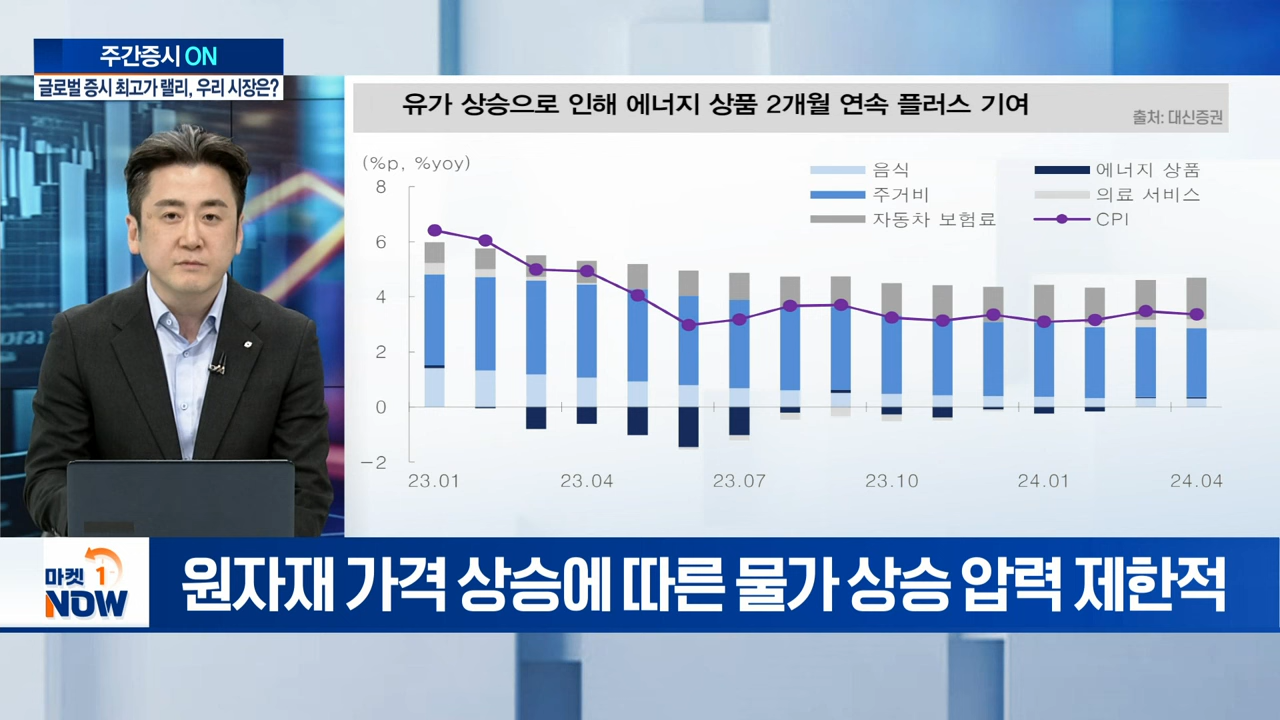 주간증시 ON
글로벌 증시 최고가 랠리, 우리 시장은?
유가 상승으로 인해 에너지 상품 2개월 연속 플러스 기여
출처: 대신증권
(%p, %yoy)
음식
에너지 상품
주거비
의료 서비스
자동차 보험료
CPI
8
6
4
2
0
-2
23.01 23.04 23.07 23.10 24.01 24.04
마켓 1
NOW
원자재 가격 상승에 따른 물가 상승 압력 제한적